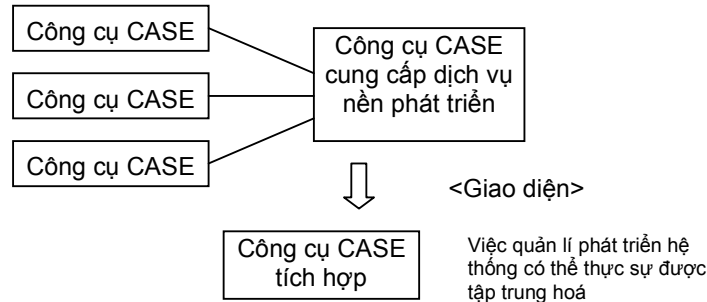 Công cụ CASE
Công cụ CASE
Công cụ CASE
Công cụ CASE
cung cấp dịch vụ
nền phát triển
<Giao diện>
Công cụ CASE
tích hợp
Việc quản lí phát triển hệ
thống có thể thực sự được
tập trung hoá